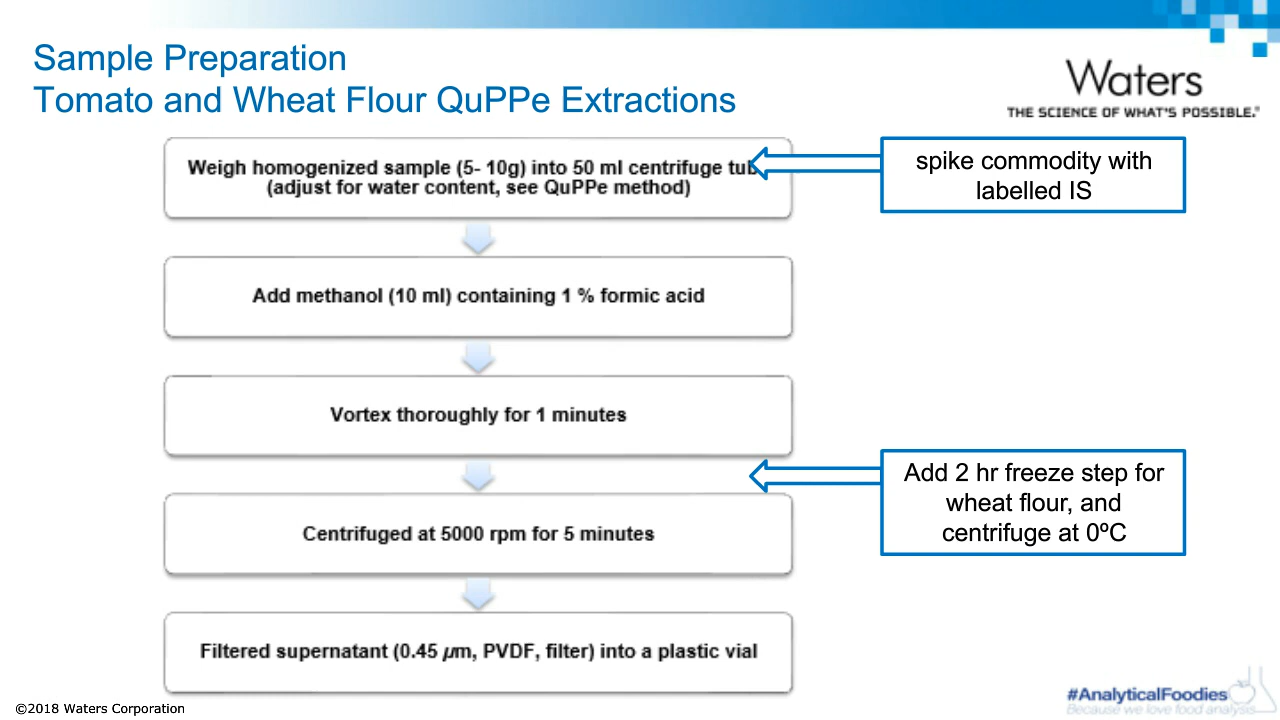 Sample Preparation
Tomato and Wheat Flour QuPPe Extractions
Waters
THE SCIENCE OF WHAT'S POSSIBLE.®
Weigh homogenized sample (5- 10g) into 50 ml centrifuge tub
(adjust for water content, see QuPPe method)
spike commodity with
labelled IS
Add methanol (10 ml) containing 1 % formic acid
Vortex thoroughly for 1 minutes
Add 2 hr freeze step for
wheat flour, and
centrifuge at 0ºC
Centrifuged at 5000 rpm for 5 minutes
Filtered supernatant (0.45 µm, PVDF, filter) into a plastic vial
©2018 Waters Corporation
#AnalyticalFoodies
Because we love food analysis